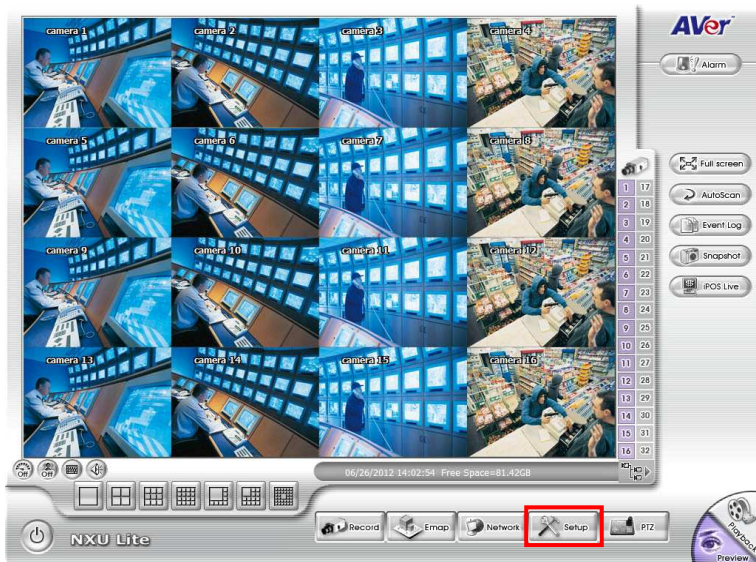 camera 1 camera 2 camera 3 camera 4
AVer
Alarm
camera 5 camera 6 camera 7 camera 8
Full screen
1 17
AutoScan
2 18
3 19
Event Log
4 20
camera 9 camera 10 camera 11 camera 12
5 21
Snapshot
6 22
7 23
iPOS Live
8 24
9 25
10 26
camera 13 camera 14 camera 15 camera 16
11 27
12 28
13 29
14 30
15 31
16 32
Off Off
06/26/2012 14:02:54 Free Space=81.42GB
Record Emap Network Setup PTZ
NXU Lite
Playback
Preview